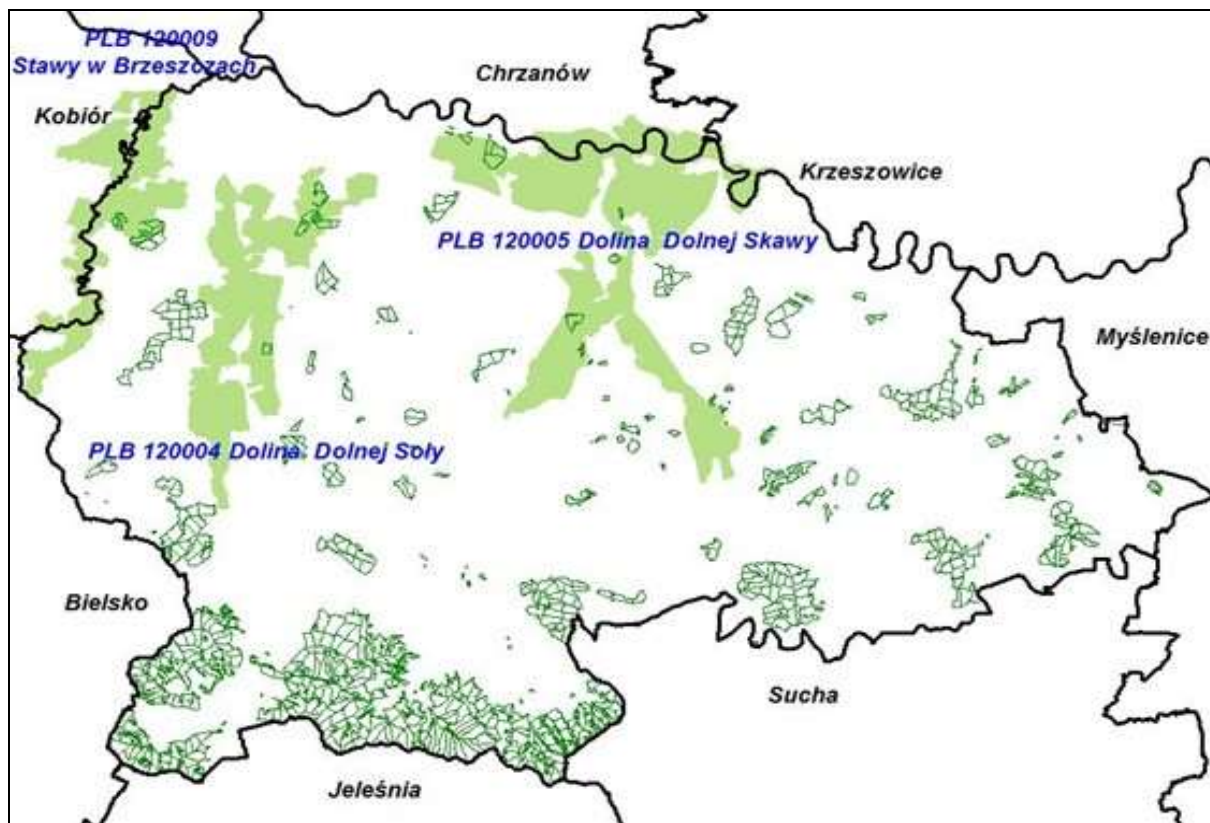 PLB 120009
Stawy w Brzeszczach
Chrzanów
Kobiór
Krzeszowice
PLB 120005 Dolina Dolnej Skawy
Myślenice
PLB 120004 Dolina Dolnej Soły
Bielsko
Sucha
Jeleśnia